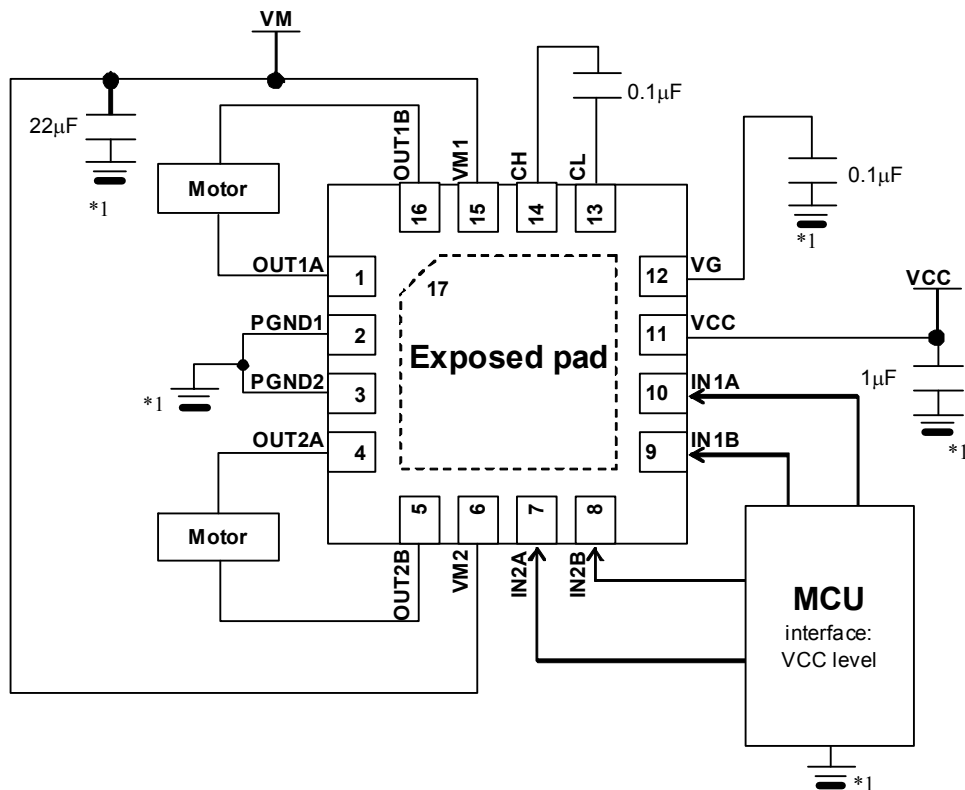 VM
22μF
*1
Motor
OUT1B
VM1
CH
CL
0.1μF
0.1μF
*1
16
15
14
13
OUT1A
1
PGND1
2
PGND2
3
*1
OUT2A
4
17
Exposed pad
12
VG
11
VCC
VCC
1μF
*1
10
IN1A
9
IN1B
Motor
5
6
7
8
OUT2B
VM2
IN2A
IN2B
MCU
interface:
VCC level
*1